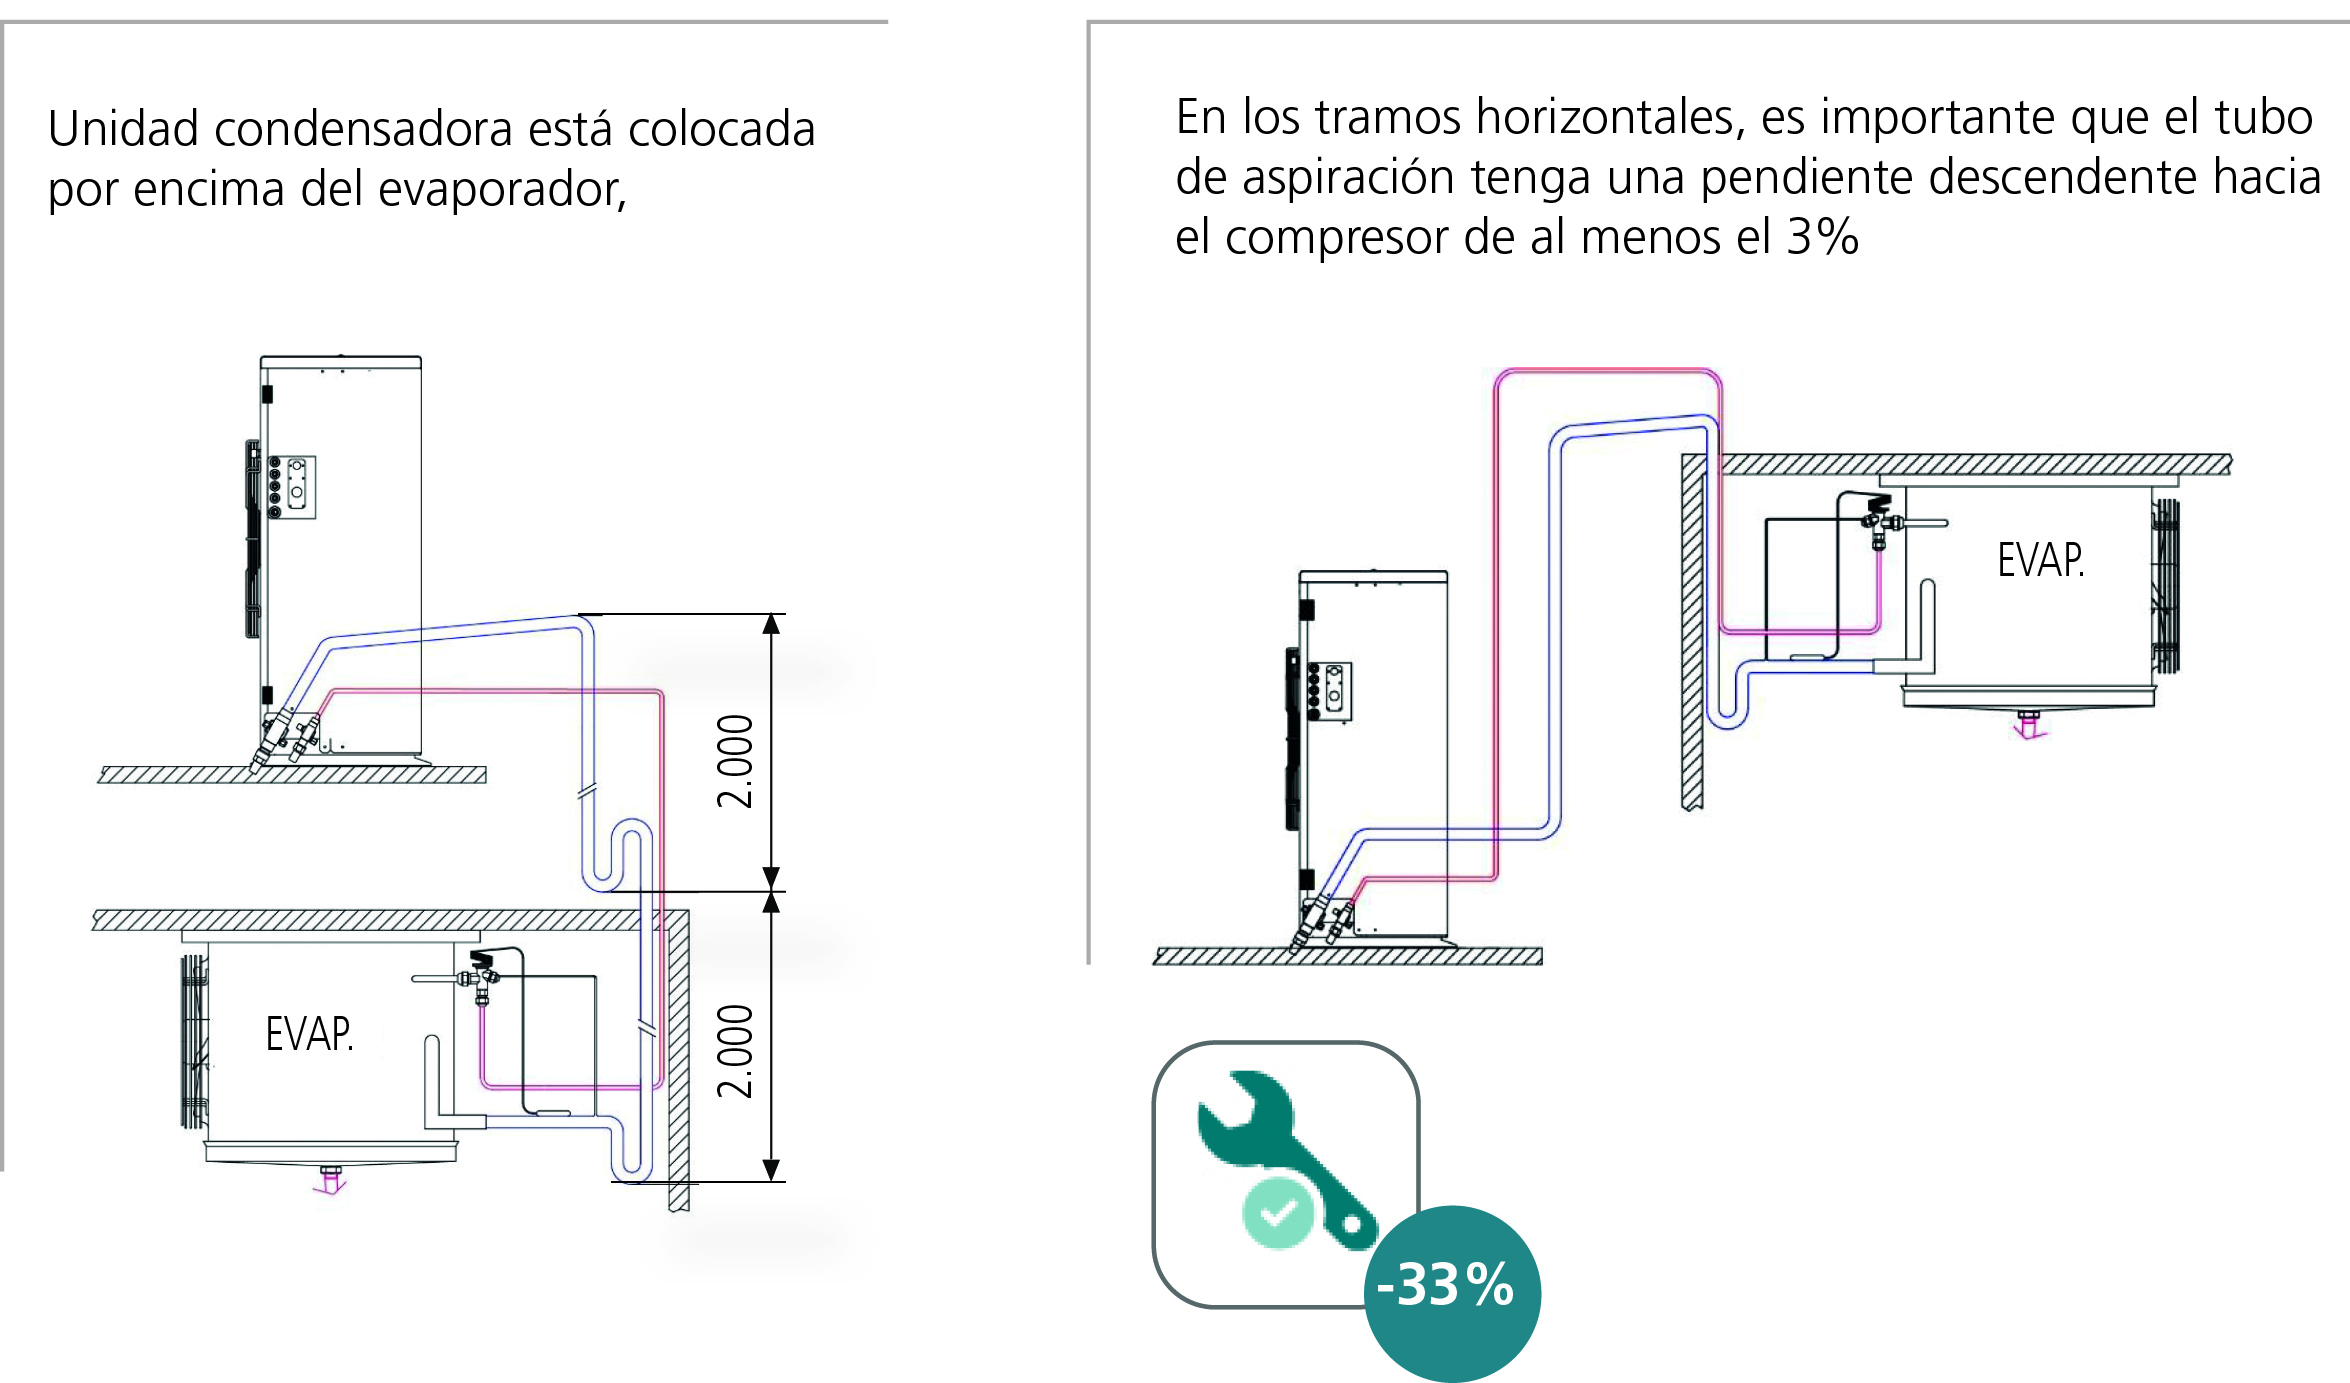 Unidad condensadora está colocada
por encima del evaporador,
2.000
2.000
EVAP.
En los tramos horizontales, es importante que el tubo
de aspiración tenga una pendiente descendente hacia
el compresor de al menos el 3%
EVAP.
-33%